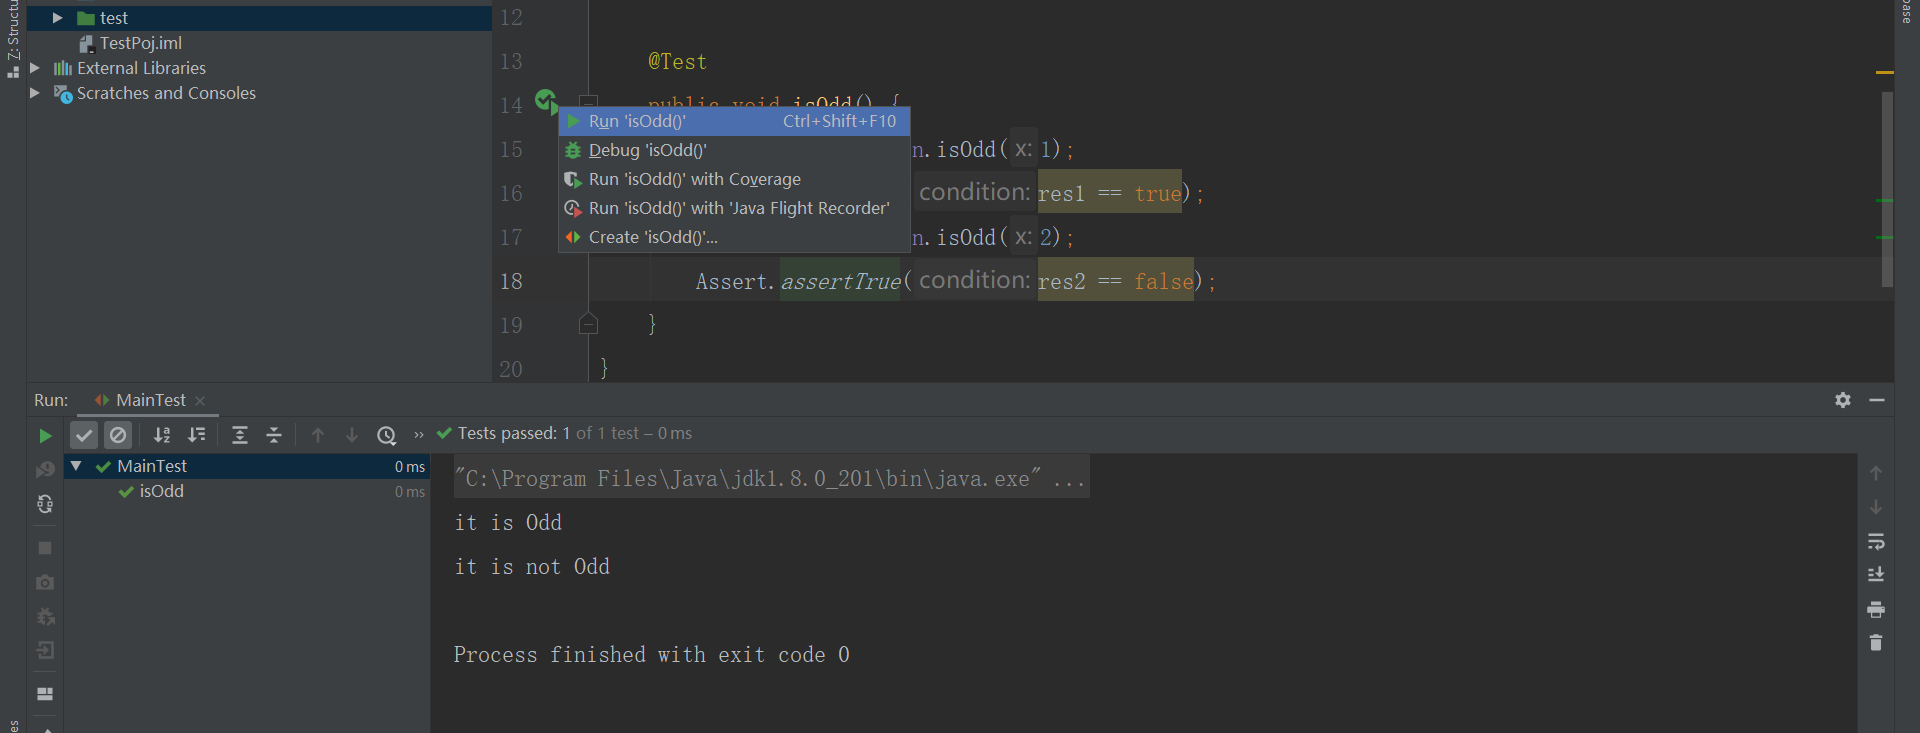 Z: Structu
test
TestPoj.iml
External Libraries
Scratches and Consoles
12
13 @Test
14 public void isOdd() {
Run 'isOdd()' Ctrl+Shift+F10
Debug 'isOdd()'
Run 'isOdd()' with Coverage
Run 'isOdd()' with 'Java Flight Recorder'
Create 'isOdd()'...
15 n.isOdd( x: 1);
16 condition: res1 == true);
17 n.isOdd( x: 2);
18 Assert.assertTrue( condition: res2 == false);
19 }
20 }
base
Run: MainTest
Tests passed: 1 of 1 test – 0 ms
MainTest 0 ms
isOdd 0 ms
"C:\Program Files\Java\jdk1.8.0_201\bin\java.exe" ...
it is Odd
it is not Odd
Process finished with exit code 0
es